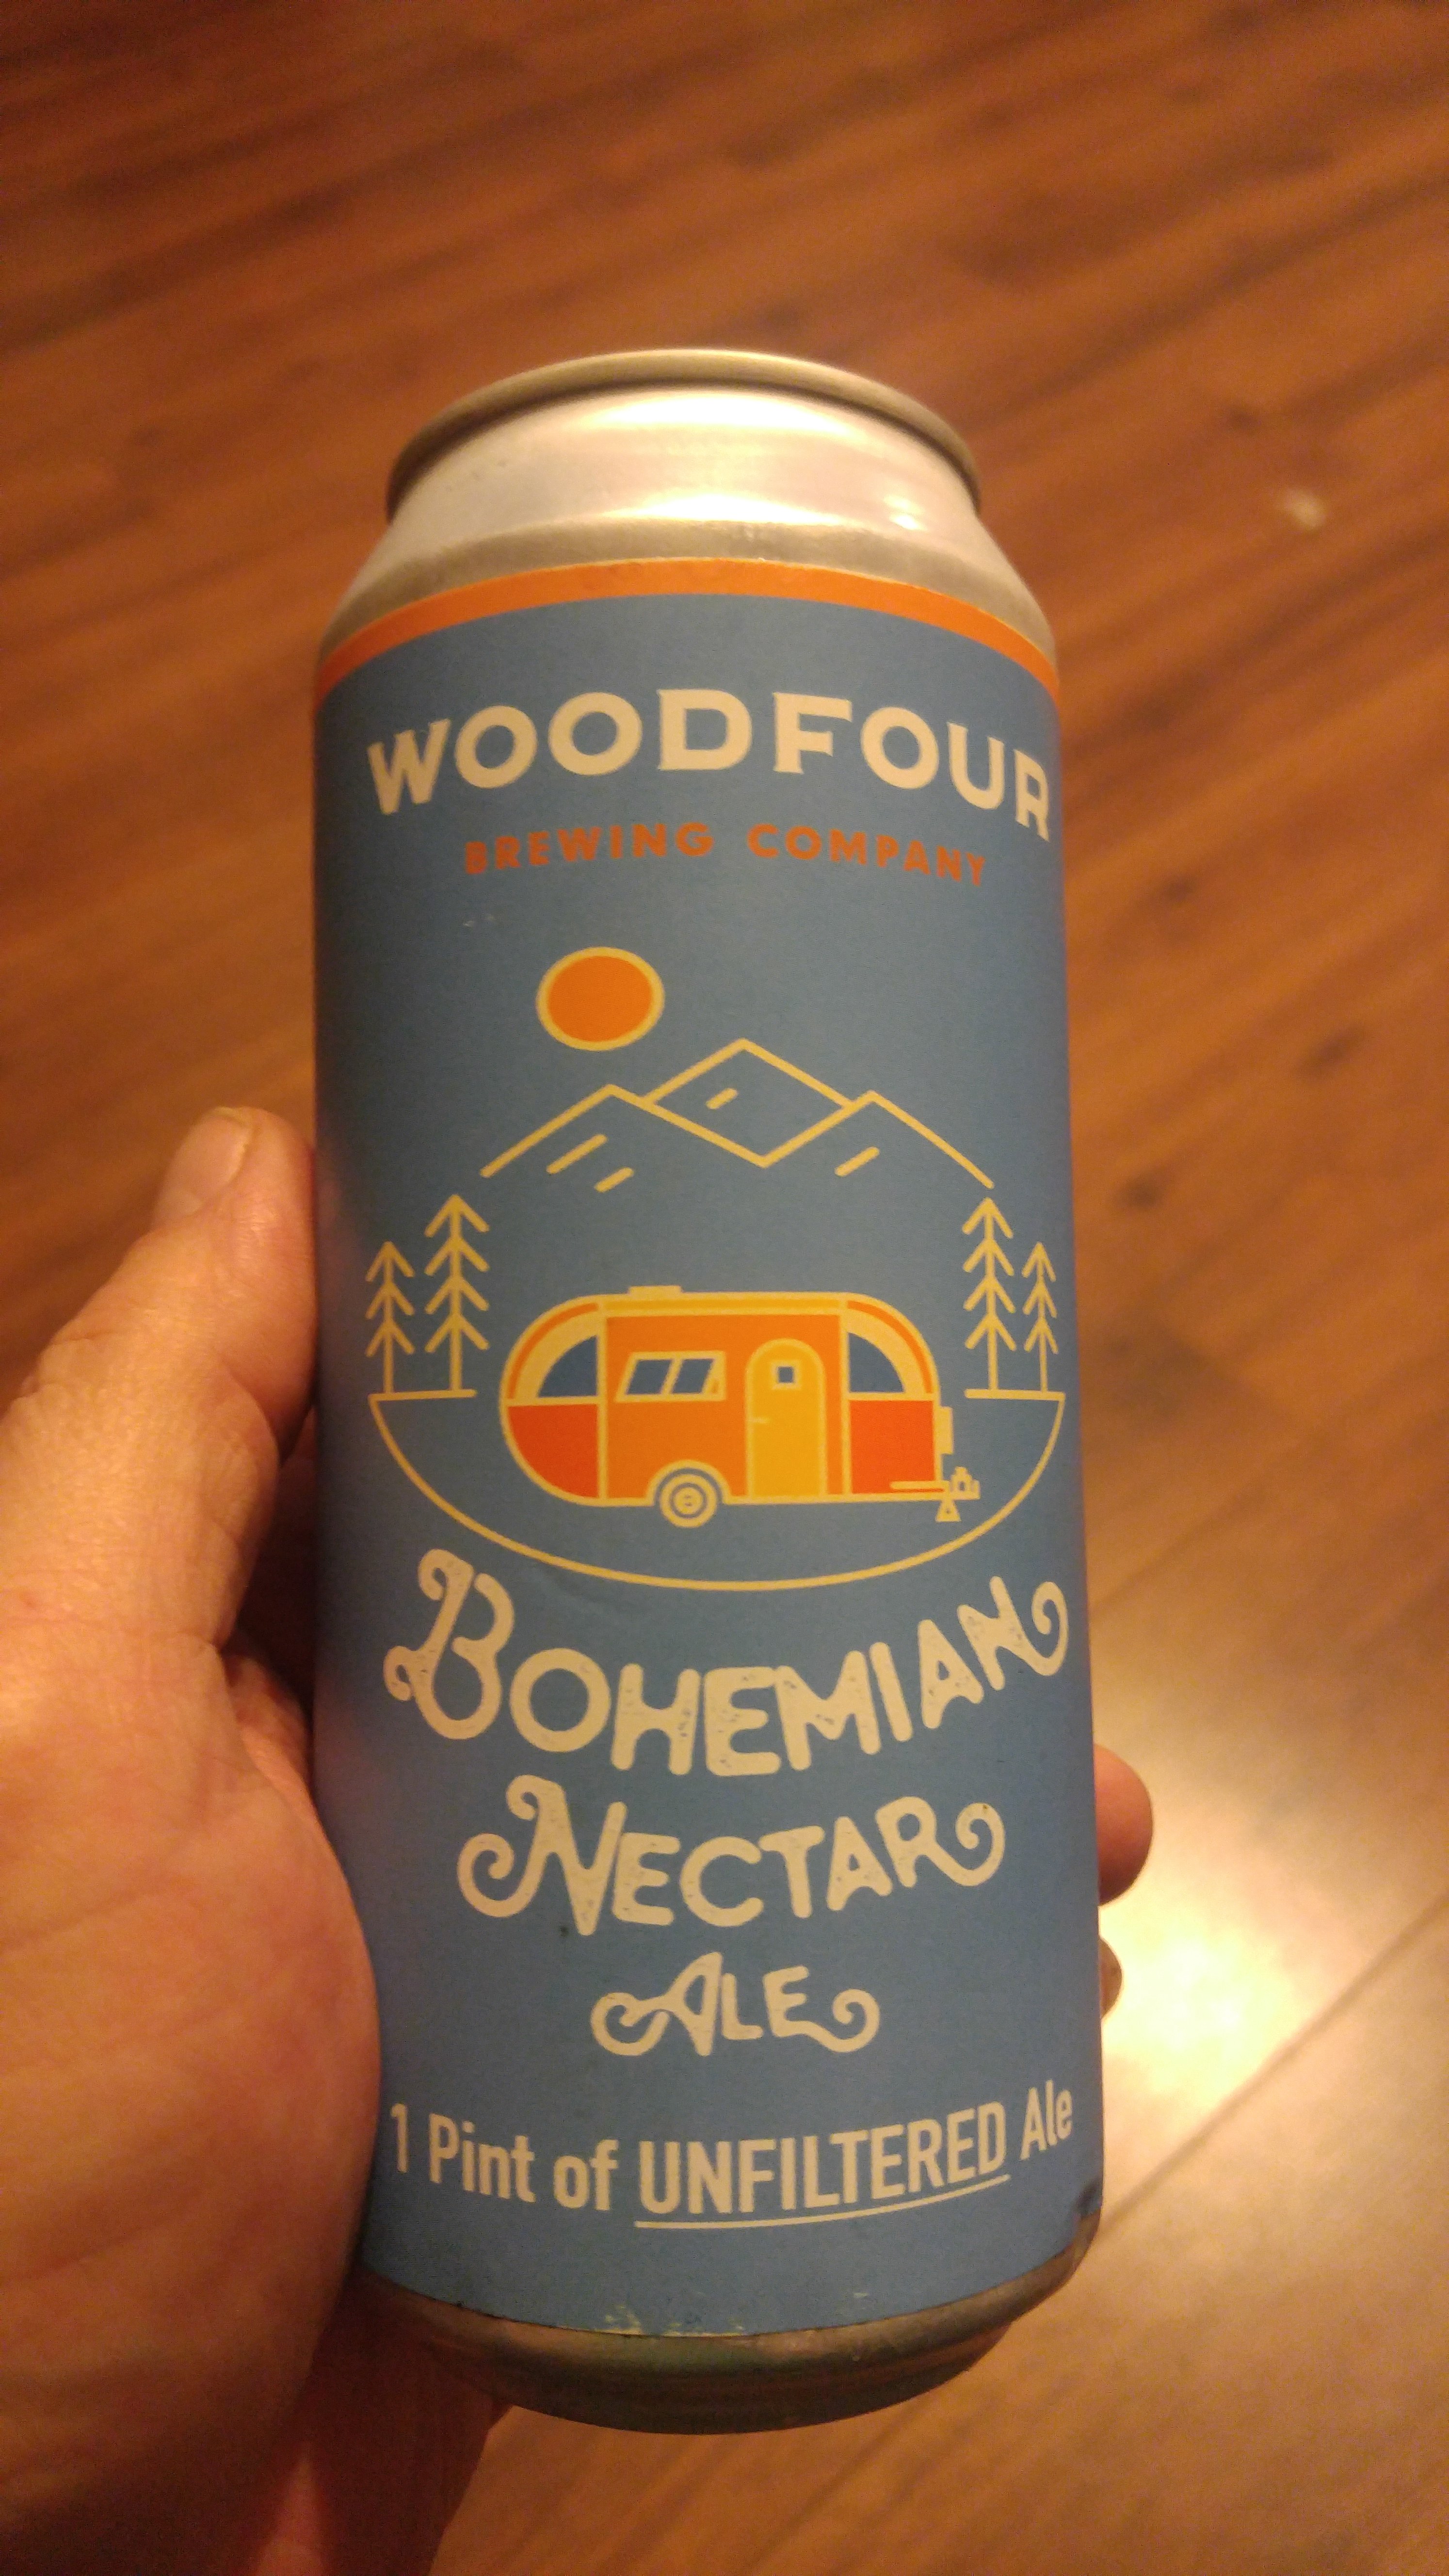 WOODFOUR
BREWING COMPANY
BOHEMIAN
NECTAR
ALE
1 Pint of UNFILTERED Ale